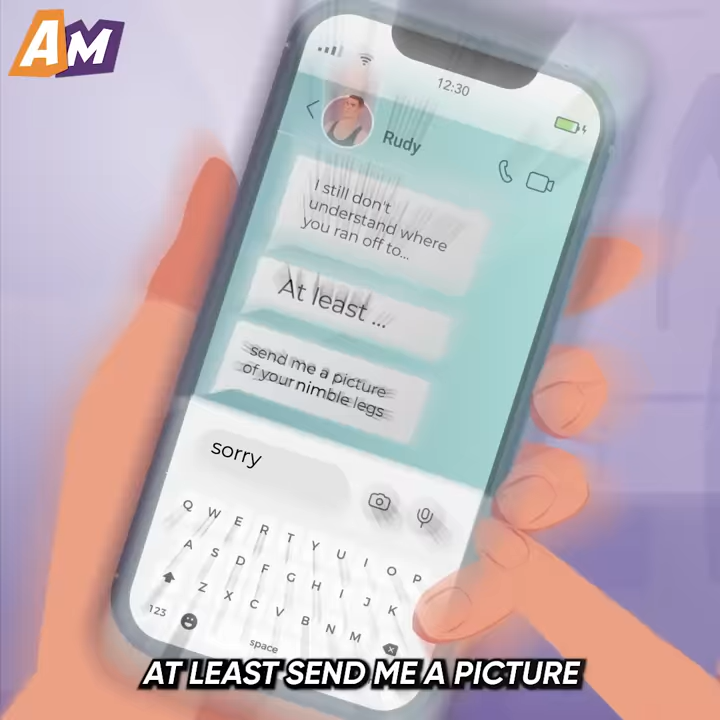 AM
12:30
Rudy
I still don't
understand where
you ran off to...
At least ...
send me a picture
of your nimble legs
sorry
Q W E R T Y U I O P
A S D F G H I J K
Z X C V B N M
123
space
AT LEAST SEND ME A PICTURE